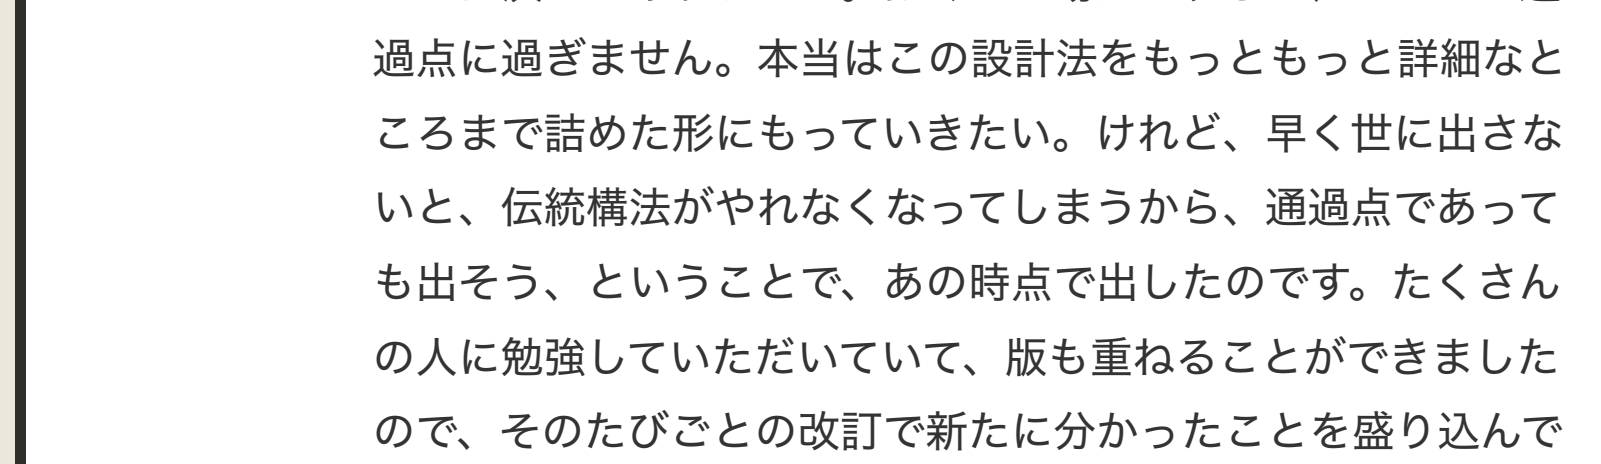 過点に過ぎません。本当はこの設計法をもっともっと詳細なと
ころまで詰めた形にもっていきたい。けれど、早く世に出さな
いと、伝統構法がやれなくなってしまうから、通過点であって
も出そう、ということで、あの時点で出したのです。たくさん
の人に勉強していただいていて、版も重ねることができました
ので、そのたびごとの改訂で新たに分かったことを盛り込んで